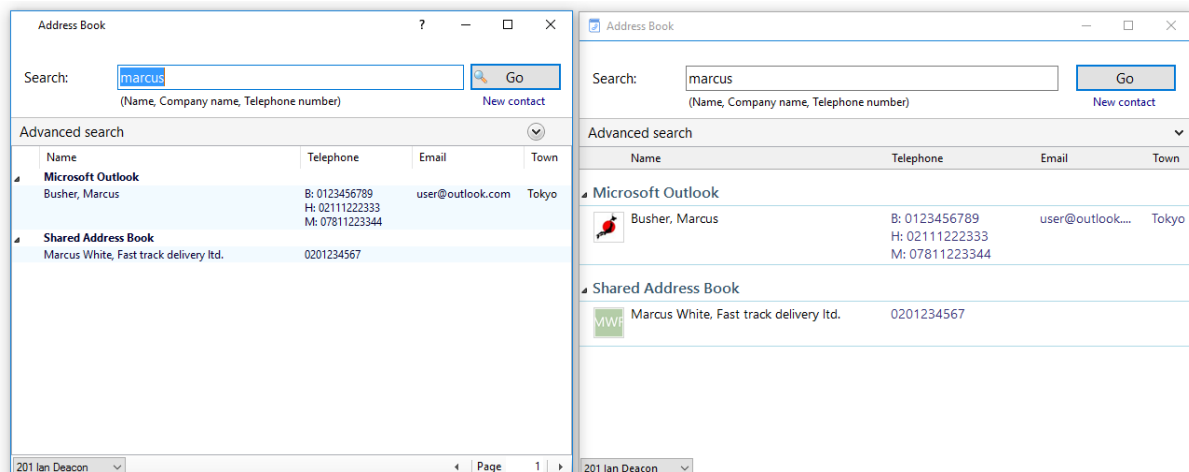 Address Book ?
Search: marcus Go
(Name, Company name, Telephone number) New contact
Advanced search
Name Telephone Email Town
Microsoft Outlook
Busher, Marcus B: 0123456789 user@outlook.com Tokyo
H: 02111222333
M: 07811223344
Shared Address Book
Marcus White, Fast track delivery ltd. 0201234567
201 Ian Deacon Page 1
Address Book
Search: marcus Go
(Name, Company name, Telephone number) New contact
Advanced search
Name Telephone Email Town
Microsoft Outlook
Busher, Marcus B: 0123456789 user@outlook.... Tokyo
H: 02111222333
M: 07811223344
Shared Address Book
MWF Marcus White, Fast track delivery ltd. 0201234567
201 Ian Deacon